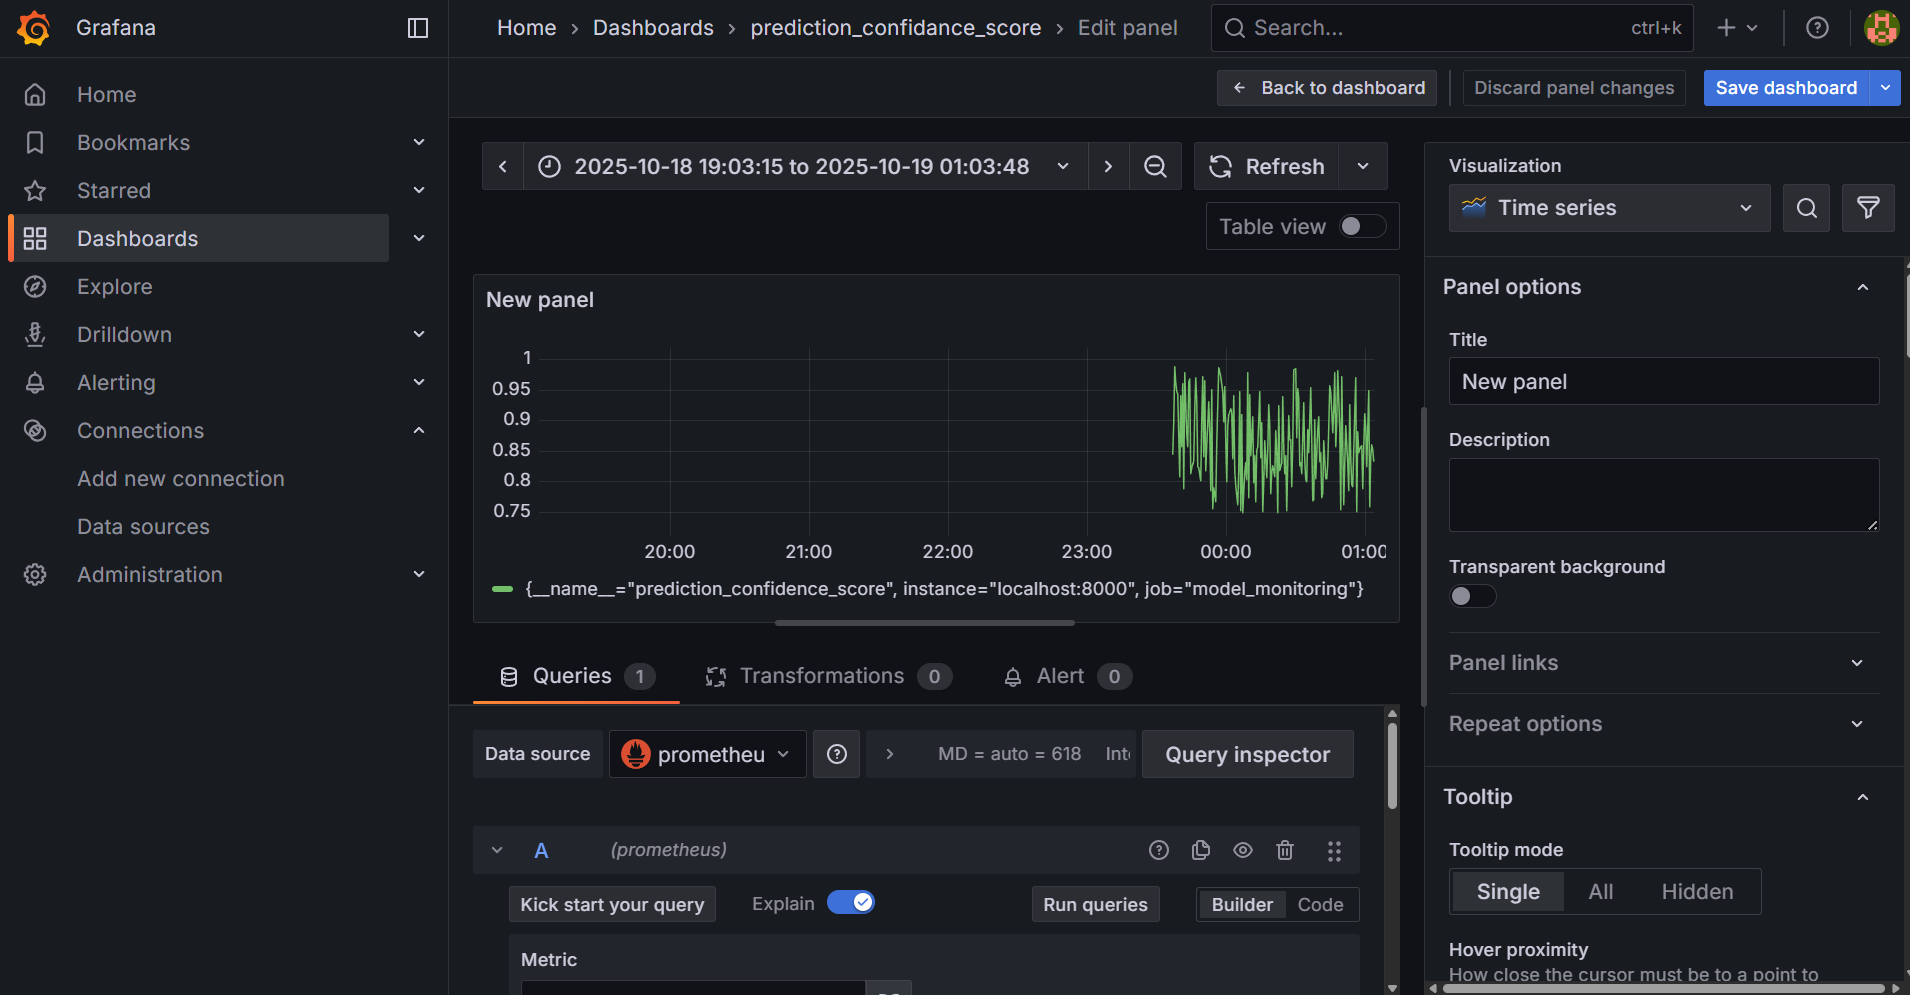 Grafana
Home
Bookmarks
Starred
Dashboards
Explore
Drilldown
Alerting
Connections
Add new connection
Data sources
Administration
Home › Dashboards › prediction_confidance_score › Edit panel
Search...
ctrl+k
Back to dashboard
Discard panel changes
Save dashboard
2025-10-18 19:03:15 to 2025-10-19 01:03:48
Refresh
Table view
New panel
1
0.95
0.9
0.85
0.8
0.75
20:00 21:00 22:00 23:00 00:00 01:00
{__name__="prediction_confidence_score", instance="localhost:8000", job="model_monitoring"}
Queries 1
Transformations 0
Alert 0
Data source
prometheu
MD = auto = 618
Query inspector
A
(prometheus)
Kick start your query
Explain
Run queries
Builder
Code
Metric
Visualization
Time series
Panel options
Title
New panel
Description
Transparent background
Panel links
Repeat options
Tooltip
Tooltip mode
Single
All
Hidden
Hover proximity
How close the cursor must be to a point to